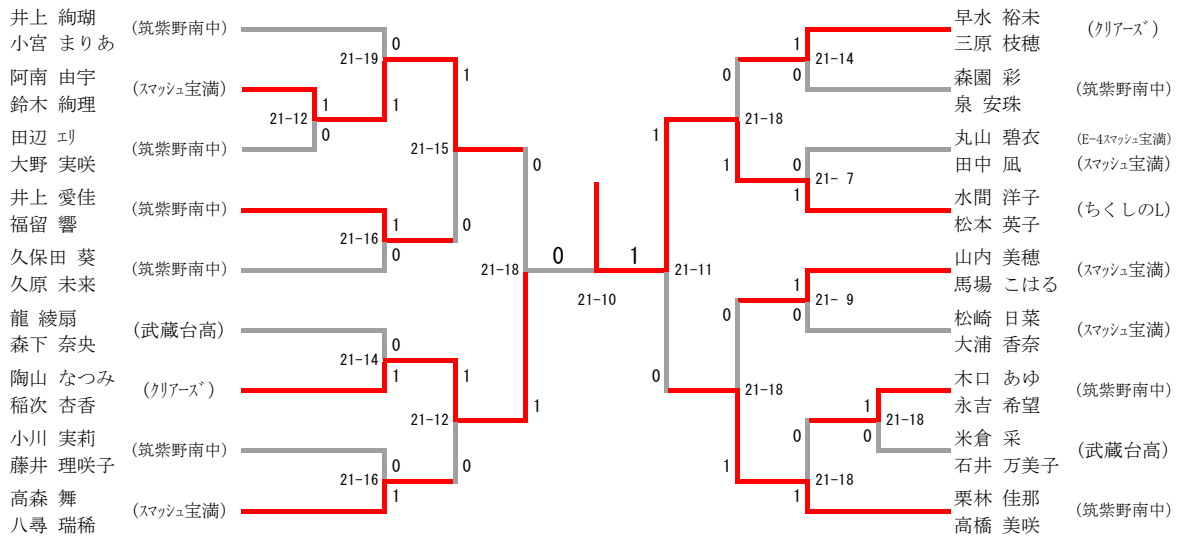 井上 絢瑚
小宮 まりあ
(筑紫野南中)
阿南 由宇
鈴木 絢理
(ｽﾏｯｼｭ宝満)
田辺 ｴﾘ
大野 実咲
(筑紫野南中)
井上 愛佳
福留 響
(筑紫野南中)
久保田 葵
久原 未来
(筑紫野南中)
龍 綾扇
森下 奈央
(武蔵台高)
陶山 なつみ
稲次 杏香
(ｸﾘｱｰｽﾞ)
小川 実莉
藤井 理咲子
(筑紫野南中)
高森 舞
八尋 瑞稀
(ｽﾏｯｼｭ宝満)
21-19
0
1
21-12
1
0
21-15
1
0
21-16
1
0
21-14
0
1
21-12
1
0
21-16
0
1
21-18
0
1
0
1
21-10
21-11
1
0
21-18
0
1
21-14
1
0
21- 7
0
1
21-18
0
1
21- 9
1
0
21-18
0
1
21-18
1
0
早水 裕未
三原 枝穂
(ｸﾘｱｰｽﾞ)
森園 彩
泉 安珠
(筑紫野南中)
丸山 碧衣
田中 凪
(E-4ｽﾏｯｼｭ宝満)
(ｽﾏｯｼｭ宝満)
水間 洋子
松本 英子
(ちくしのL)
山内 美穂
馬場 こはる
(ｽﾏｯｼｭ宝満)
松崎 日菜
大浦 香奈
(ｽﾏｯｼｭ宝満)
木口 あゆ
永吉 希望
(筑紫野南中)
米倉 采
石井 万美子
(武蔵台高)
栗林 佳那
高橋 美咲
(筑紫野南中)